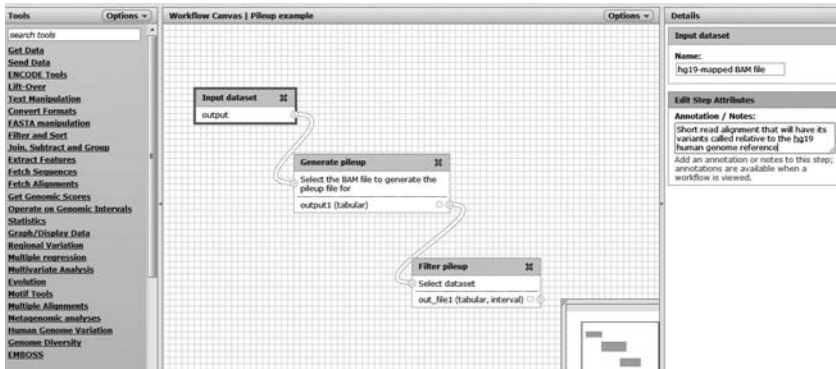 Tools
Options
search tools
Get Data
Send Data
ENCODE Tools
Lift-Over
Text Manipulation
Convert Formats
FASTA manipulation
Filter and Sort
Join, Subtract and Group
Extract Features
Fetch Sequences
Fetch Alignments
Get Genomic Scores
Operate on Genomic Intervals
Statistics
Graph/Display Data
Regional Variation
Multiple regression
Multivariate Analysis
Evolution
Motif Tools
Multiple Alignments
Metagenomic analyses
Human Genome Variation
Genome Diversity
EMBOSS
Workflow Canvas | Pileup example
Options
Input dataset
output
Generate pileup
Select the BAM file to generate the
pileup file for
output1 (tabular)
Filter pileup
Select dataset
out_file1 (tabular, interval)
Details
Input dataset
Name:
hg19-mapped BAM file
Edit Step Attributes
Annotation / Notes:
Short read alignment that will have its
variants called relative to the hg19
human genome reference
Add an annotation or notes to this step;
annotations are available when a
workflow is viewed.